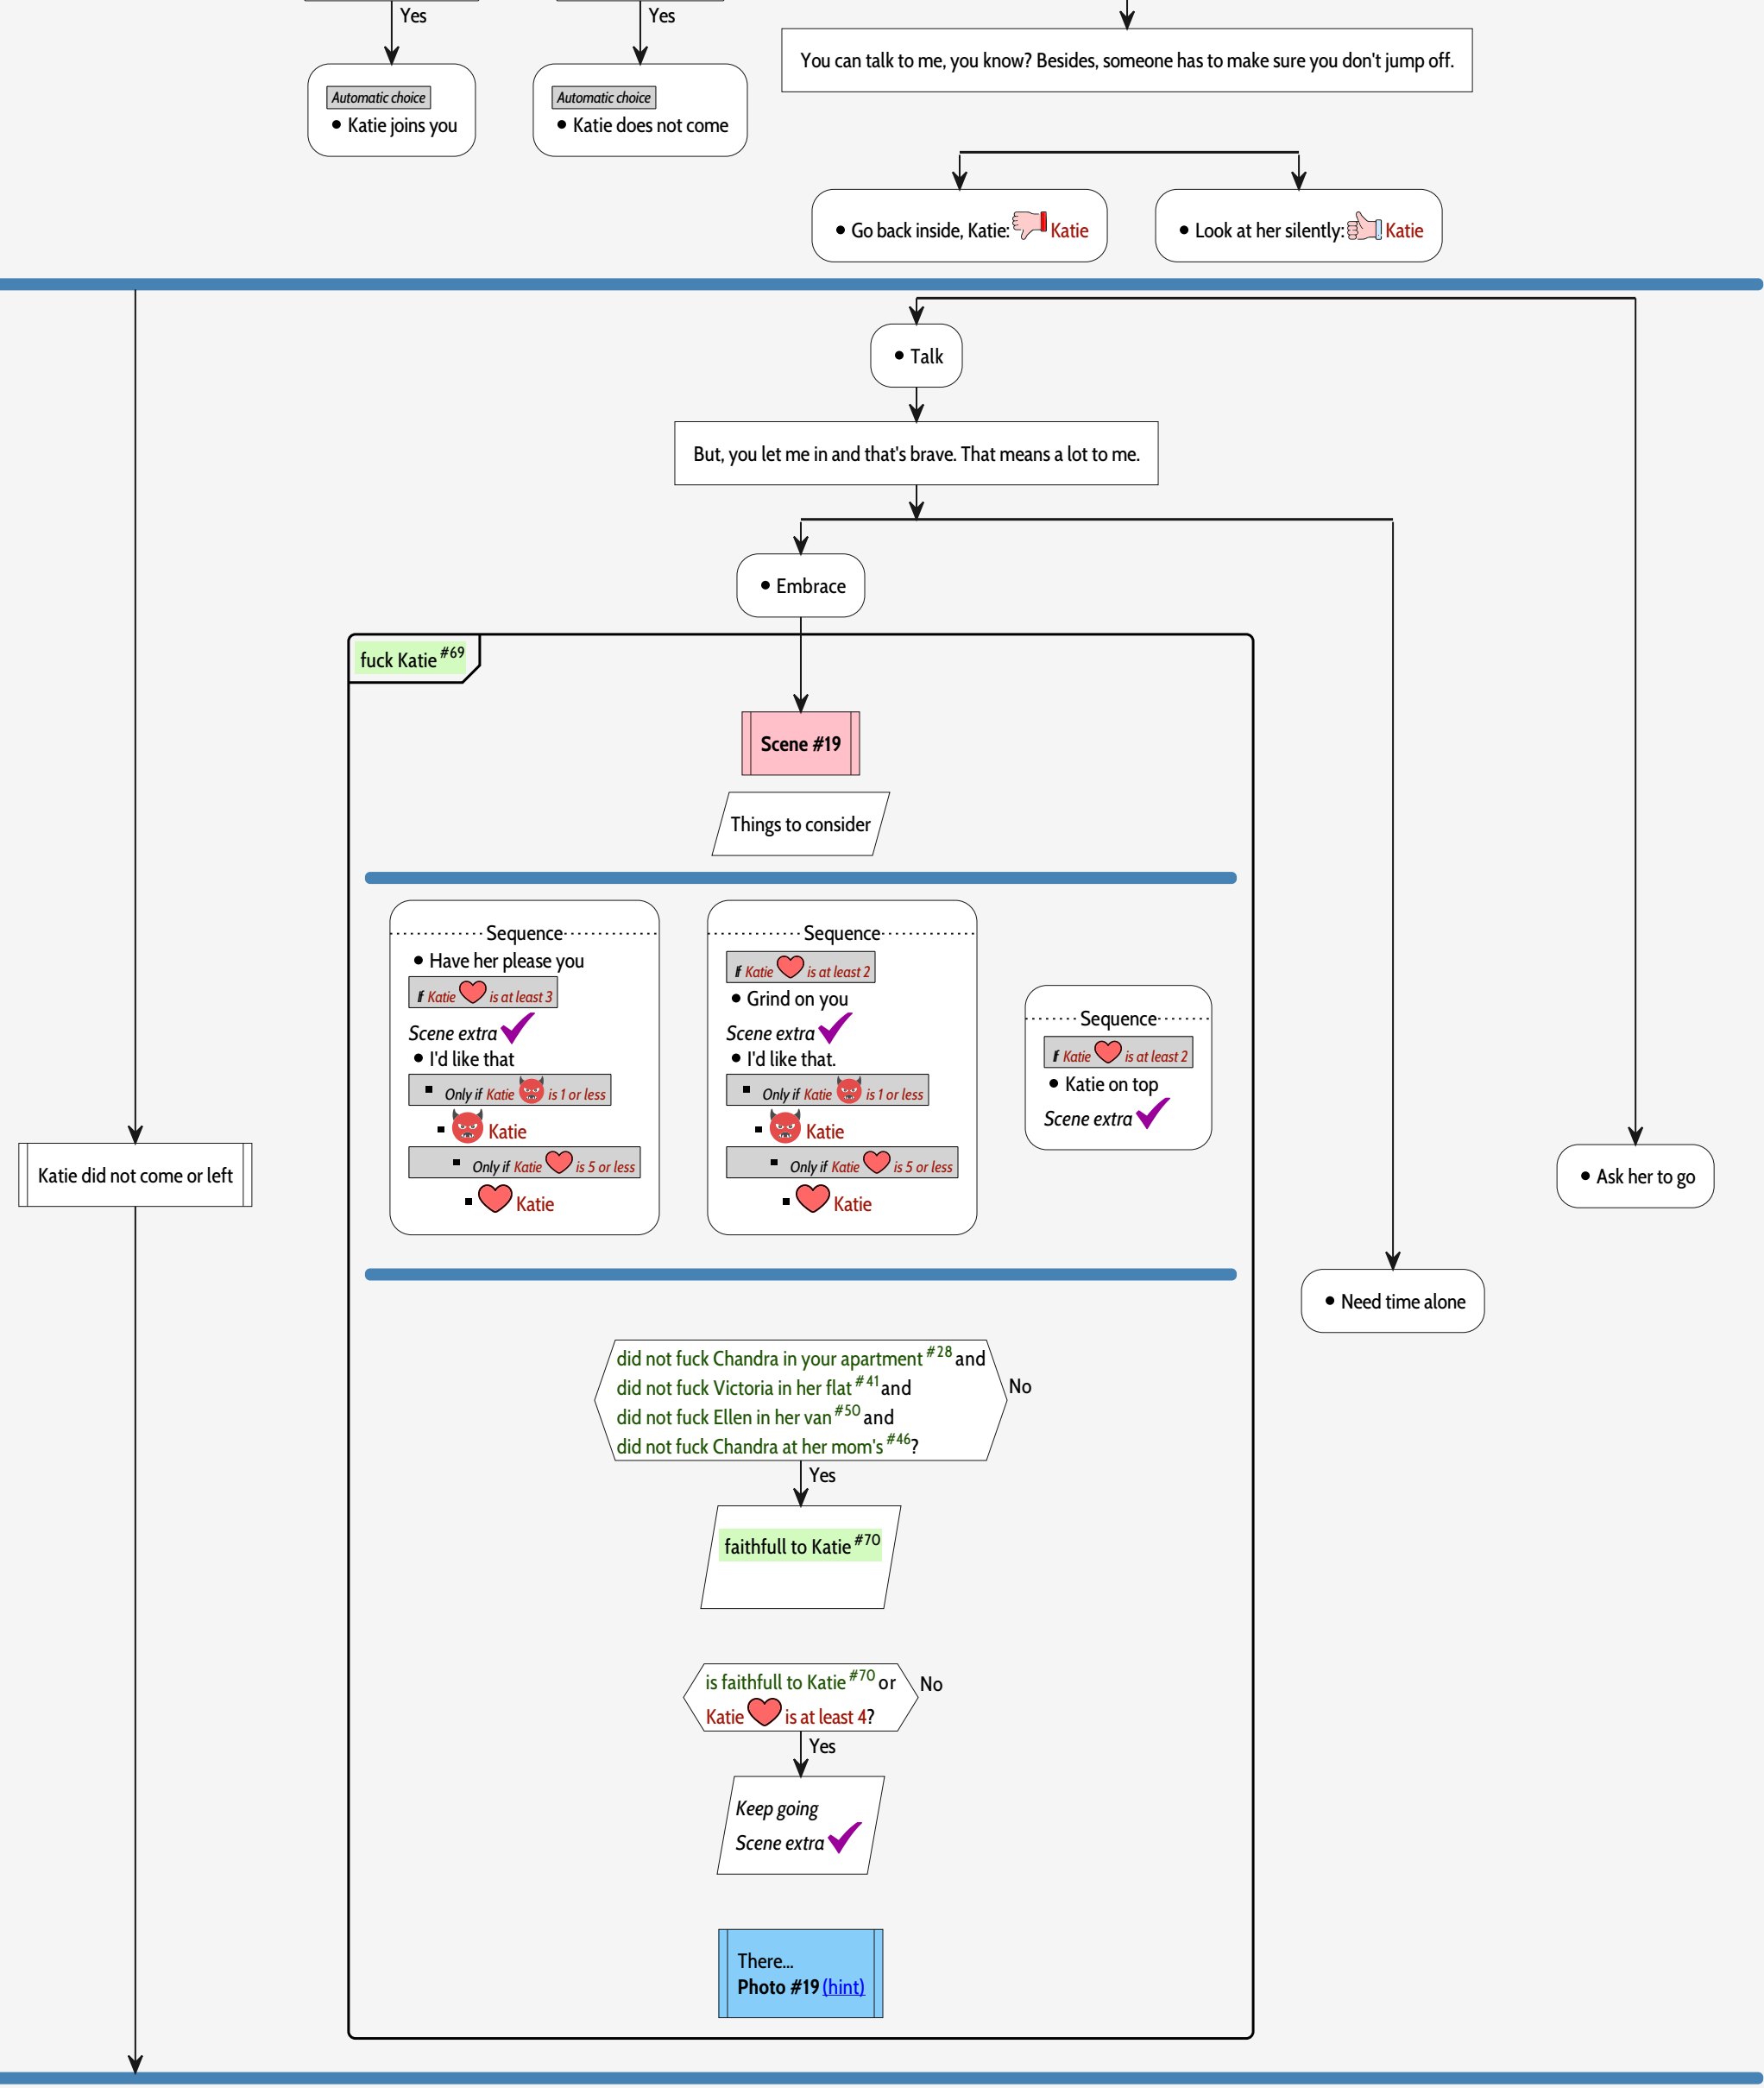 Yes
Yes
Automatic choice
Katie joins you
Automatic choice
Katie does not come
You can talk to me, you know? Besides, someone has to make sure you don't jump off.
Go back inside, Katie: Katie
Look at her silently: Katie
Talk
But, you let me in and that's brave. That means a lot to me.
Embrace
fuck Katie #69
Scene #19
Things to consider
Sequence
Have her please you
If Katie is at least 3
Scene extra
I'd like that
Only if Katie is 1 or less
Katie
Only if Katie is 5 or less
Katie
Sequence
If Katie is at least 2
Grind on you
Scene extra
I'd like that.
Only if Katie is 1 or less
Katie
Only if Katie is 5 or less
Katie
Sequence
If Katie is at least 2
Katie on top
Scene extra
Katie did not come or left
Ask her to go
Need time alone
did not fuck Chandra in your apartment #28 and
did not fuck Victoria in her flat #41 and
did not fuck Ellen in her van #50 and
did not fuck Chandra at her mom's #46?
No
Yes
faithfull to Katie #70
is faithfull to Katie #70 or
Katie is at least 4?
No
Yes
Keep going
Scene extra
There...
Photo #19 (hint)